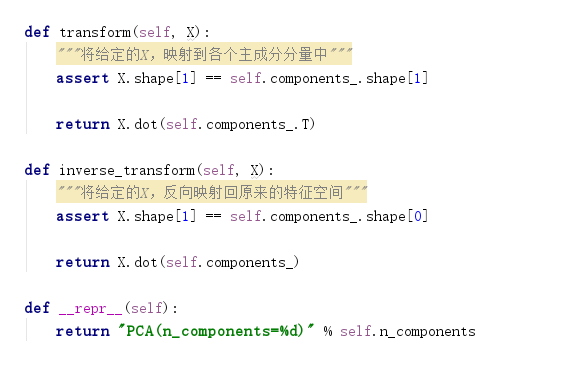 def transform(self, X):
    """将给定的X，映射到各个主成分分量中"""
    assert X.shape[1] == self.components_.shape[1]
    return X.dot(self.components_.T)
def inverse_transform(self, X):
    """将给定的X，反向映射回原来的特征空间"""
    assert X.shape[1] == self.components_.shape[0]
    return X.dot(self.components_)
def __repr__(self):
    return "PCA(n_components=%d)" % self.n_components